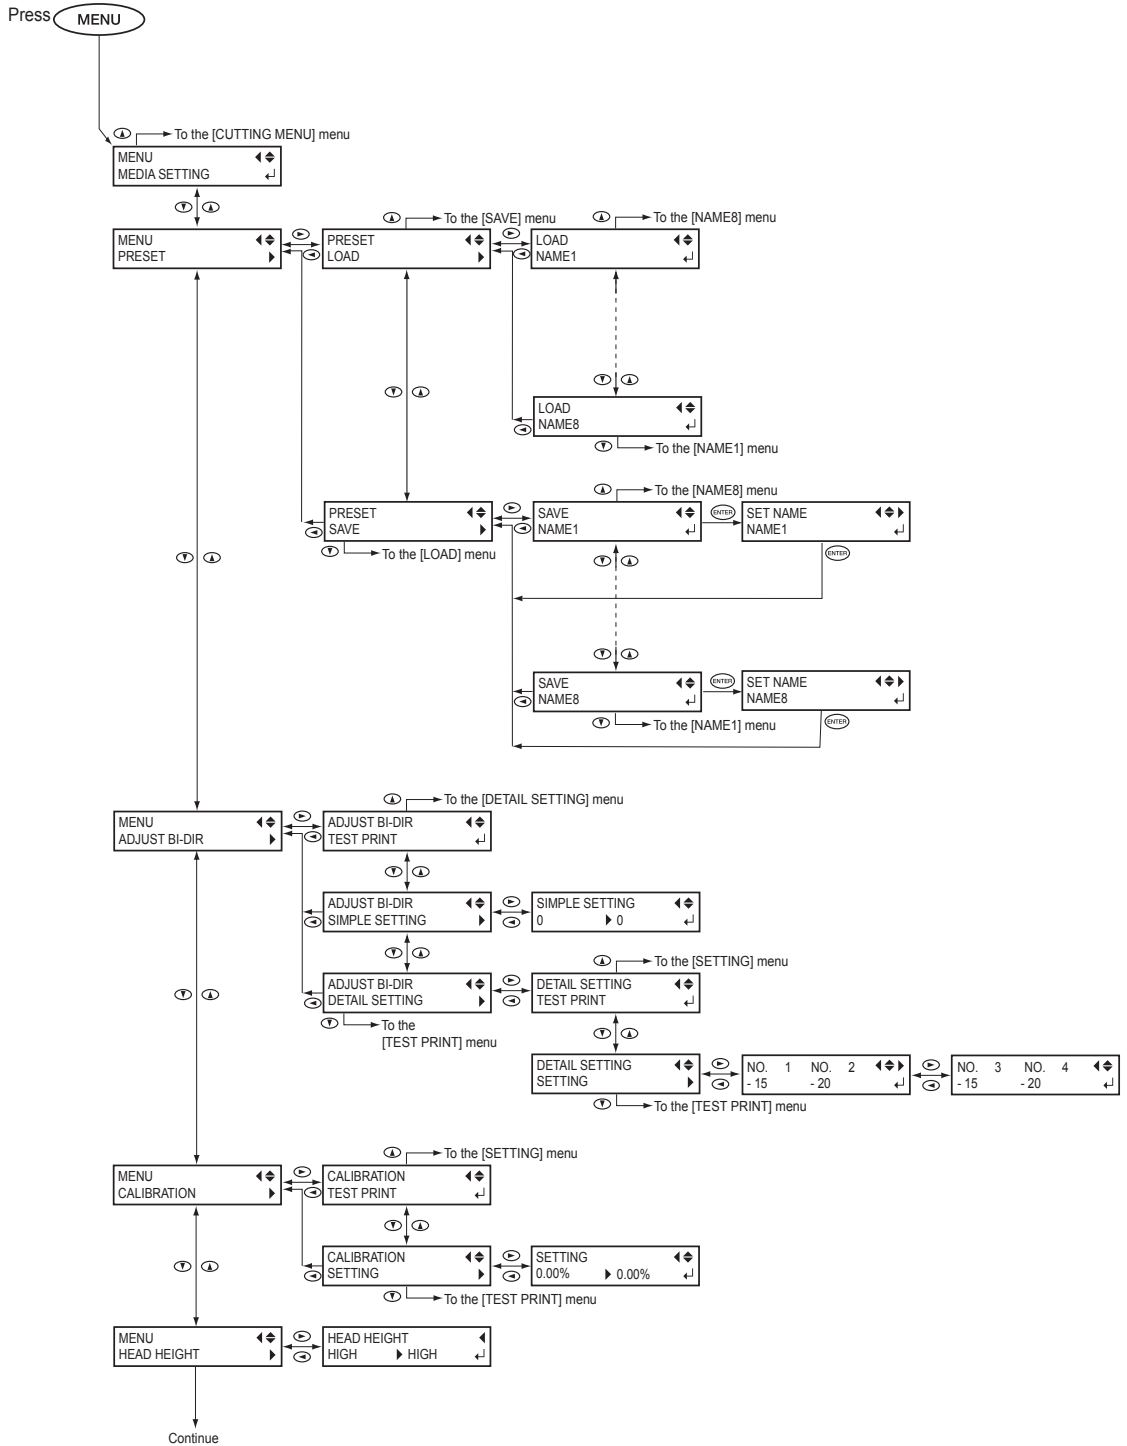 Press MENU
To the [CUTTING MENU] menu
MENU
MEDIA SETTING
To the [SAVE] menu
To the [NAME8] menu
MENU
PRESET
PRESET
LOAD
LOAD
NAME1
LOAD
NAME8
To the [NAME1] menu
To the [NAME8] menu
PRESET
SAVE
To the [LOAD] menu
SAVE
NAME1
ENTER
SET NAME
NAME1
ENTER
SAVE
NAME8
ENTER
SET NAME
NAME8
ENTER
To the [NAME1] menu
To the [DETAIL SETTING] menu
MENU
ADJUST BI-DIR
ADJUST BI-DIR
TEST PRINT
ADJUST BI-DIR
SIMPLE SETTING
SIMPLE SETTING
0 0
To the [SETTING] menu
ADJUST BI-DIR
DETAIL SETTING
To the
[TEST PRINT] menu
DETAIL SETTING
TEST PRINT
DETAIL SETTING
SETTING
NO. 1 NO. 2
- 15 - 20
NO. 3 NO. 4
- 15 - 20
To the [TEST PRINT] menu
To the [SETTING] menu
MENU
CALIBRATION
CALIBRATION
TEST PRINT
CALIBRATION
SETTING
SETTING
0.00% 0.00%
To the [TEST PRINT] menu
MENU
HEAD HEIGHT
HEAD HEIGHT
HIGH HIGH
Continue